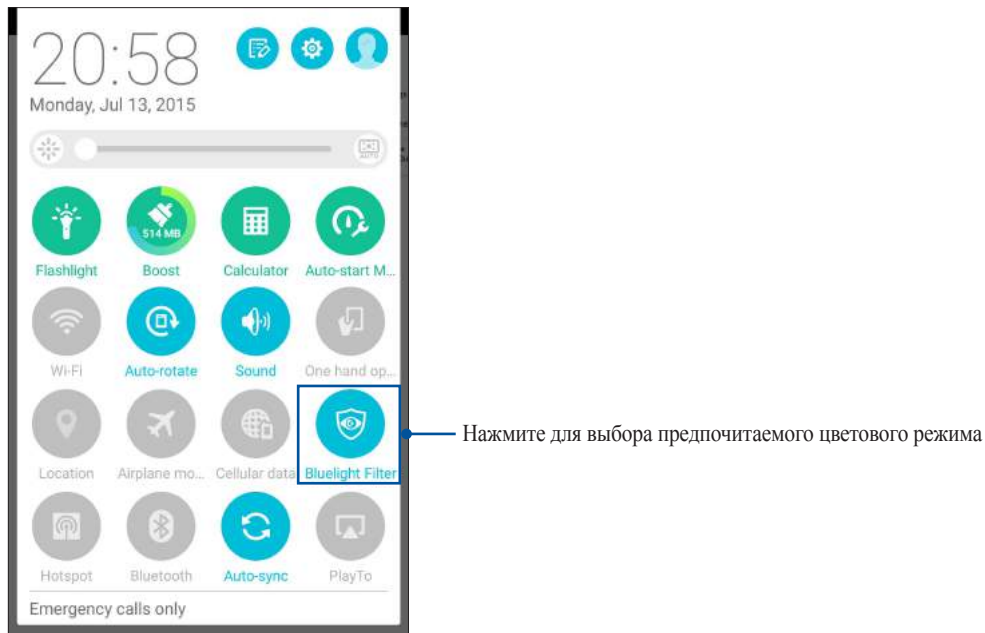 20:58
Monday, Jul 13, 2015
AUTO
514 MB
Flashlight Boost Calculator Auto-start M...
Wi-Fi Auto-rotate Sound One hand op...
Нажмите для выбора предпочитаемого цветового режима
Location Airplane mo... Cellular data Bluelight Filter
Hotspot Bluetooth Auto-sync PlayTo
Emergency calls only